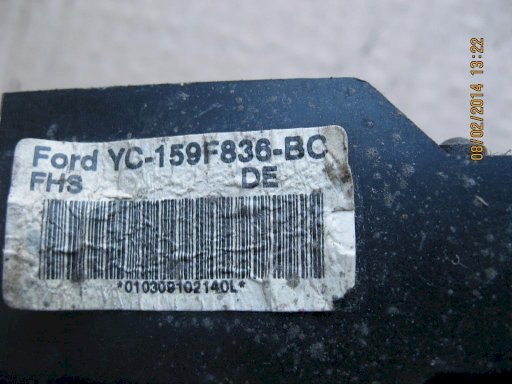 Ford YC-159F836-BC
FHS DE
*010309102140L*
08/02/2014 13:22